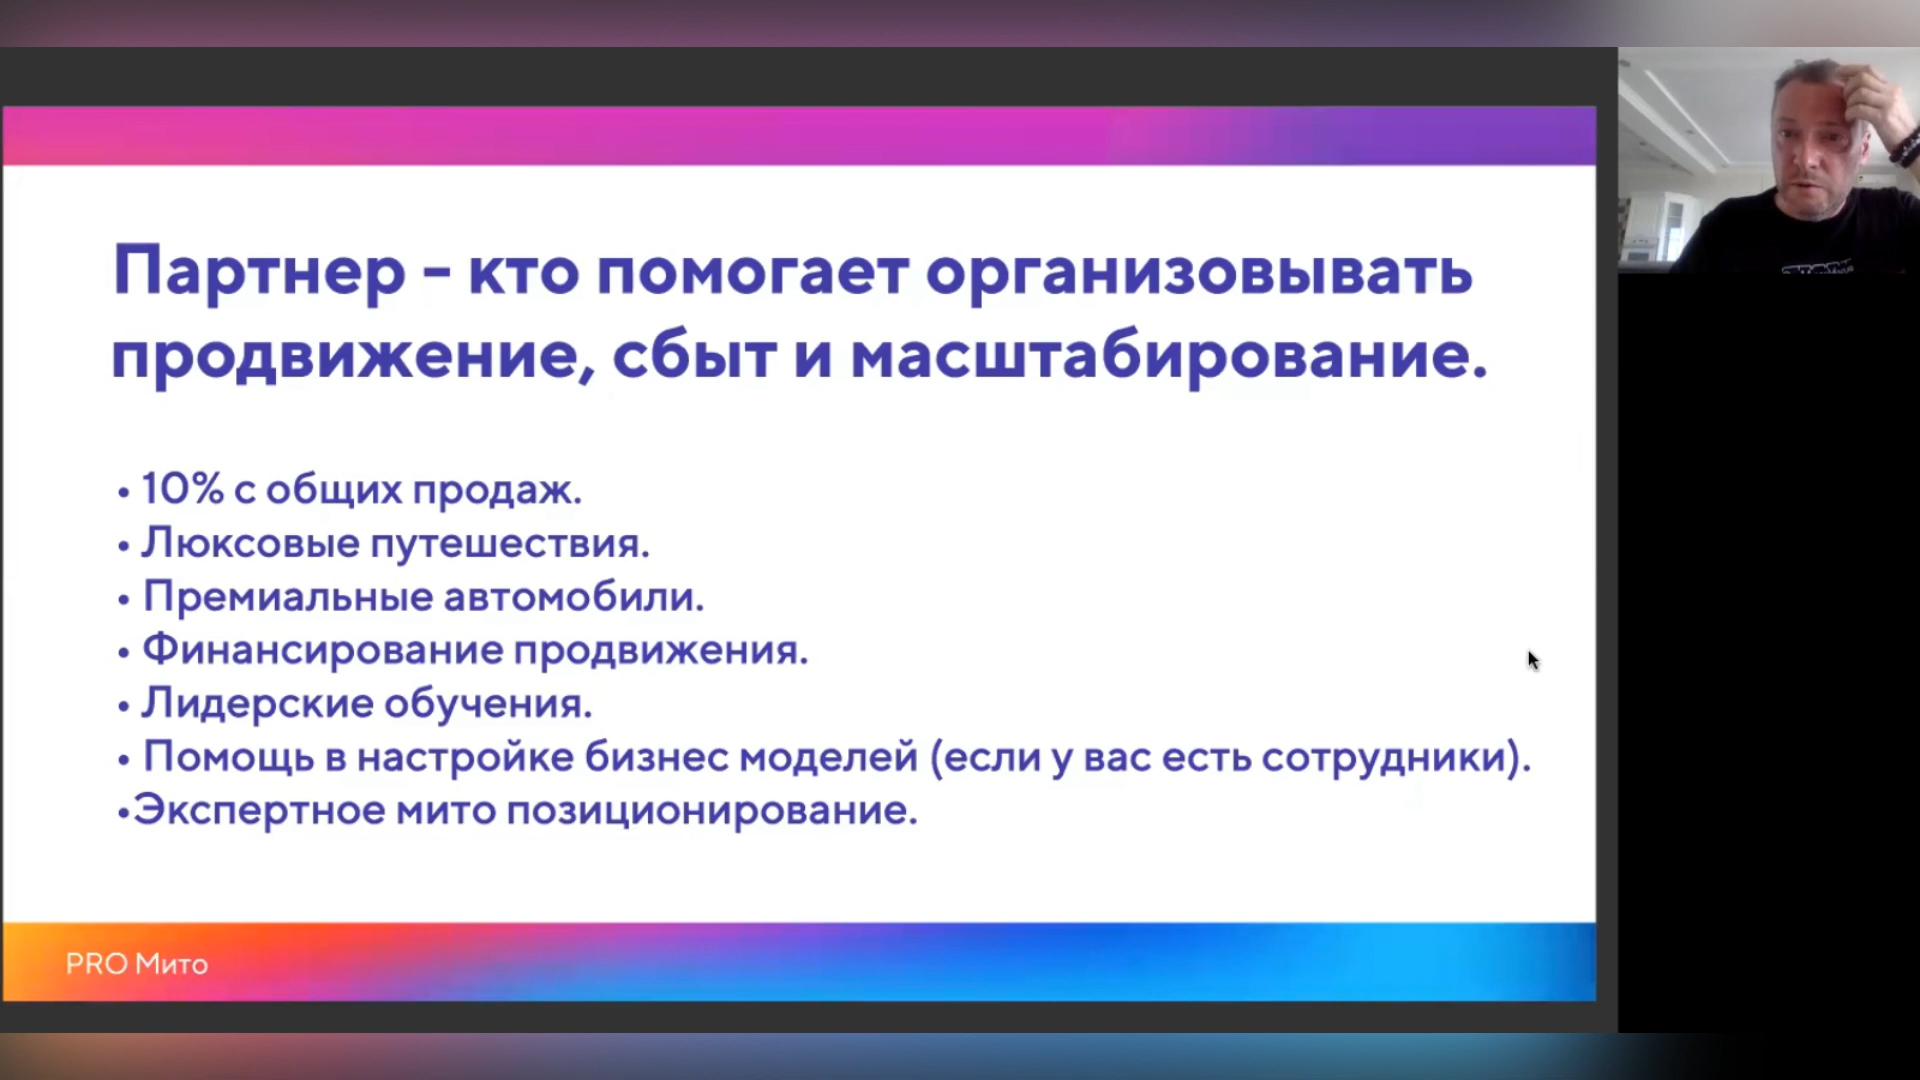 Партнер - кто помогает организовывать
продвижение, сбыт и масштабирование.
• 10% с общих продаж.
• Люксовые путешествия.
• Премиальные автомобили.
• Финансирование продвижения.
• Лидерские обучения.
• Помощь в настройке бизнес моделей (если у вас есть сотрудники).
•Экспертное мито позиционирование.
PRO Мито